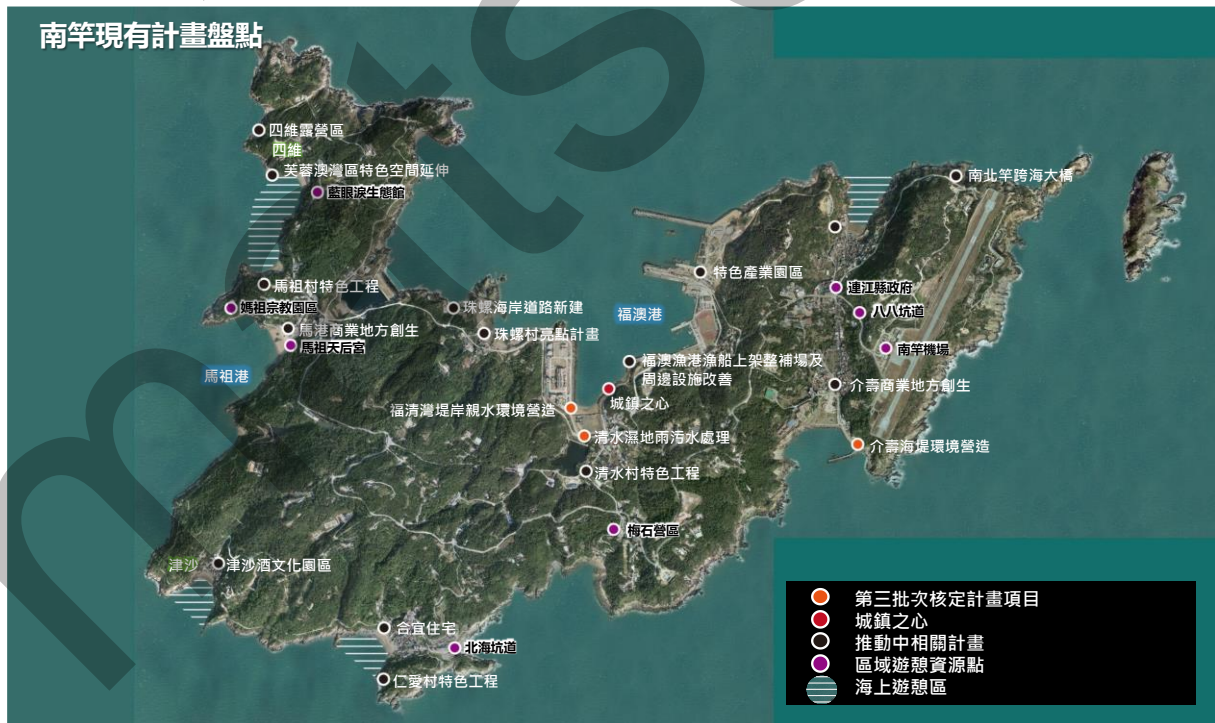 南竿現有計畫盤點
四維露營區
四維
芙蓉澳灣區特色空間延伸
藍眼淚生態館
南北竿跨海大橋
特色產業園區
馬祖村特色工程
連江縣政府
媽祖宗教園區
珠螺海岸道路新建
福澳港
八八坑道
馬港商業地方創生
珠螺村亮點計畫
馬祖天后宮
南竿機場
福澳漁港漁船上架整補場及
周邊設施改善
馬祖港
介壽商業地方創生
城鎮之心
福清灣堤岸親水環境營造
清水濕地雨污水處理
介壽海堤環境營造
清水村特色工程
梅石營區
津沙
津沙酒文化園區
合宜住宅
北海坑道
仁愛村特色工程
第三批次核定計畫項目
城鎮之心
推動中相關計畫
區域遊憩資源點
海上遊憩區